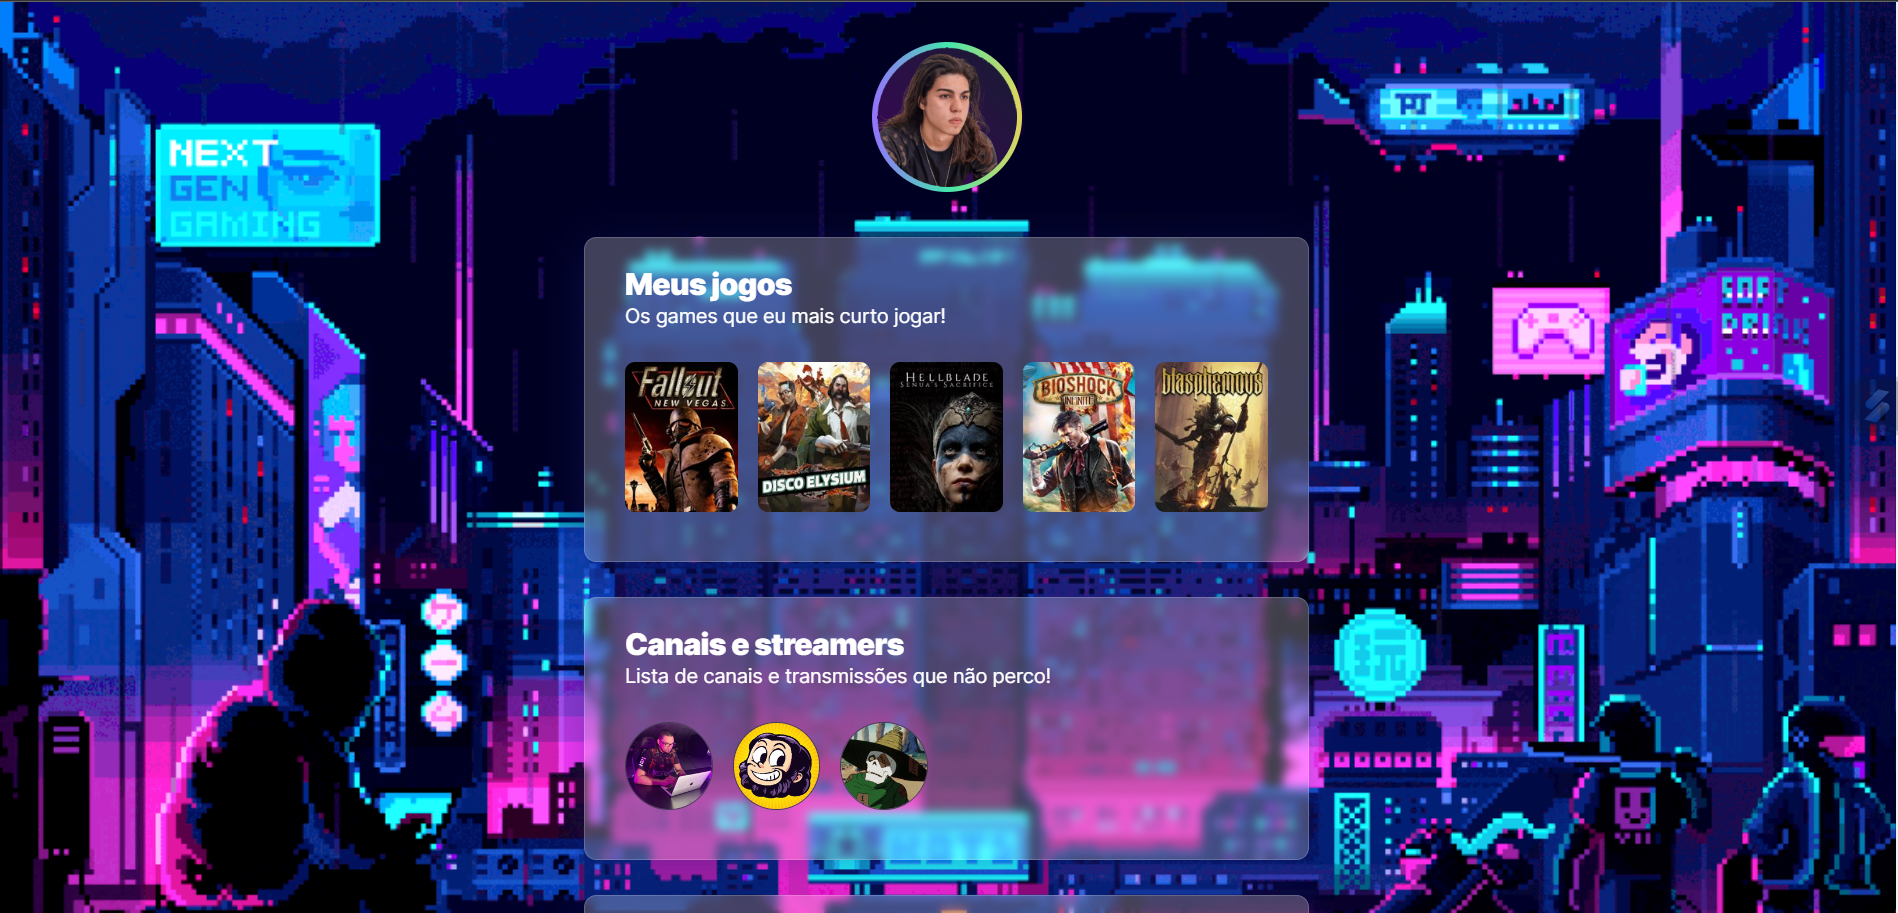 NEXT
GEN
GAMING
Meus jogos
Os games que eu mais curto jogar!
Fallout
NEW VEGAS
DISCO ELYSIUM
HELLBLADE
SENUA'S SACRIFICE
BIOSHOCK
INFINITE
blasphemous
Canais e streamers
Lista de canais e transmissões que não perco!